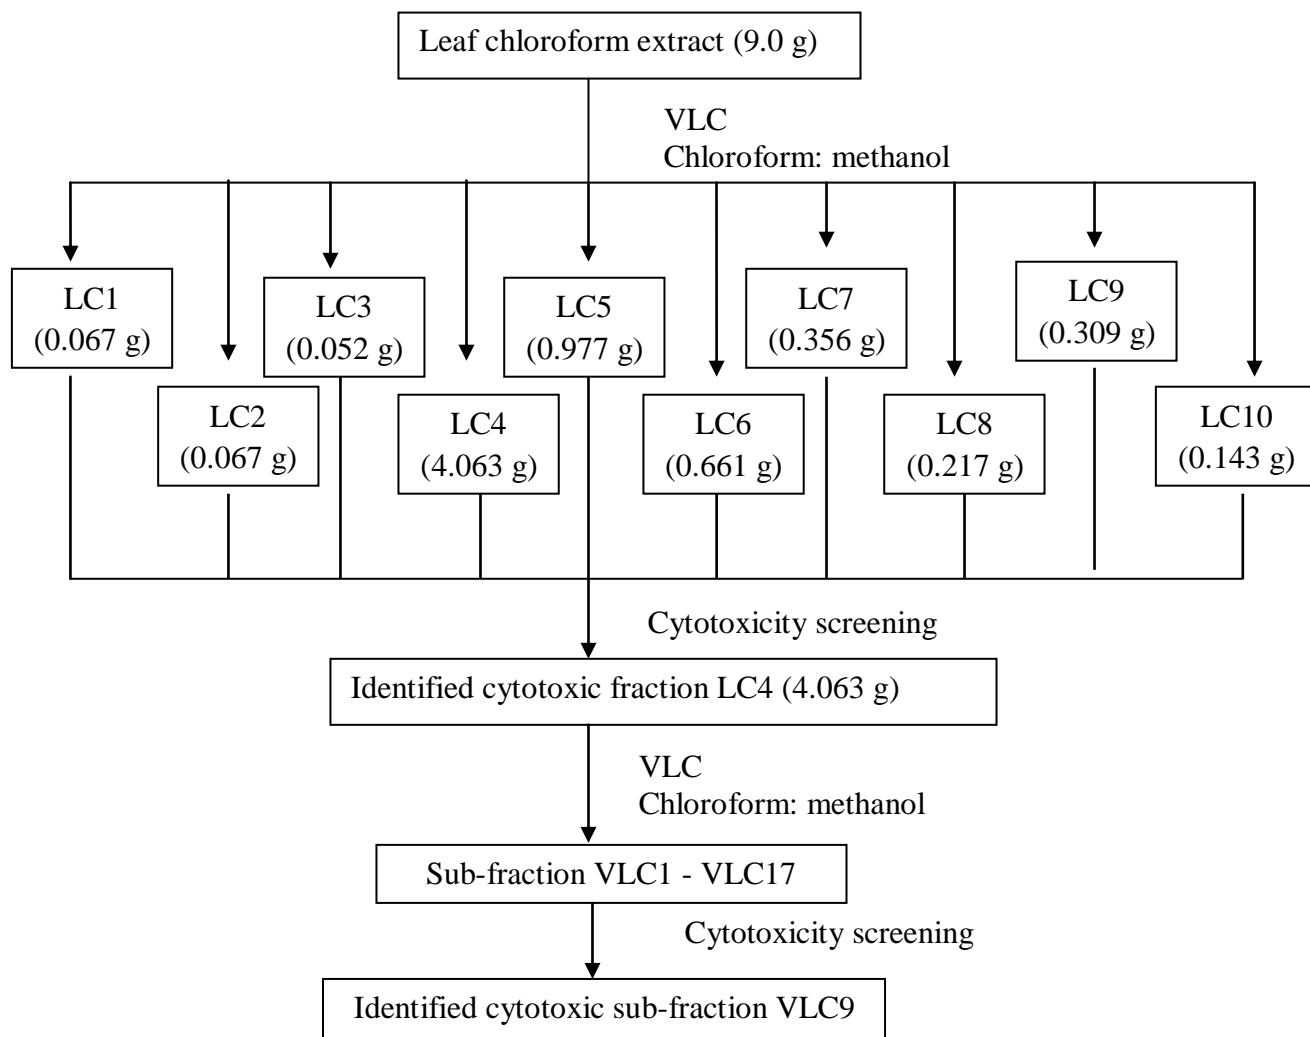 Leaf chloroform extract (9.0 g)
VLC
Chloroform: methanol
LC1
(0.067 g)
LC2
(0.067 g)
LC3
(0.052 g)
LC4
(4.063 g)
LC5
(0.977 g)
LC6
(0.661 g)
LC7
(0.356 g)
LC8
(0.217 g)
LC9
(0.309 g)
LC10
(0.143 g)
Cytotoxicity screening
Identified cytotoxic fraction LC4 (4.063 g)
VLC
Chloroform: methanol
Sub-fraction VLC1 - VLC17
Cytotoxicity screening
Identified cytotoxic sub-fraction VLC9